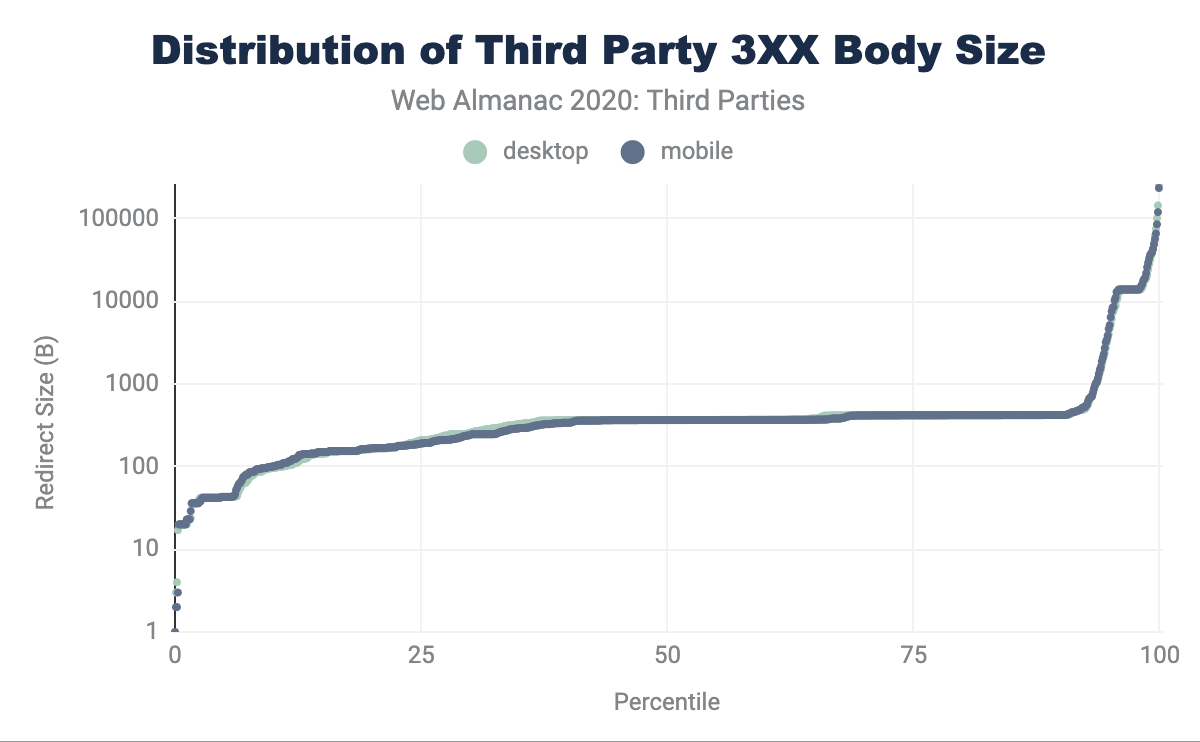 Distribution of Third Party 3XX Body Size
Web Almanac 2020: Third Parties
desktop mobile
100000
10000
1000
100
10
1
Redirect Size (B)
0 25 50 75 100
Percentile